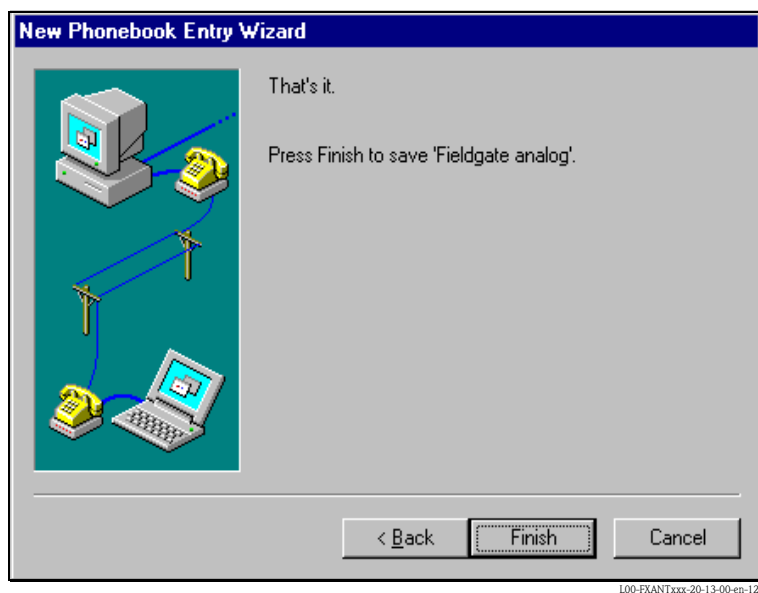 New Phonebook Entry Wizard
That's it.
Press Finish to save 'Fieldgate analog'.
< Back
Finish
Cancel
L00-FXANTxxx-20-13-00-en-12